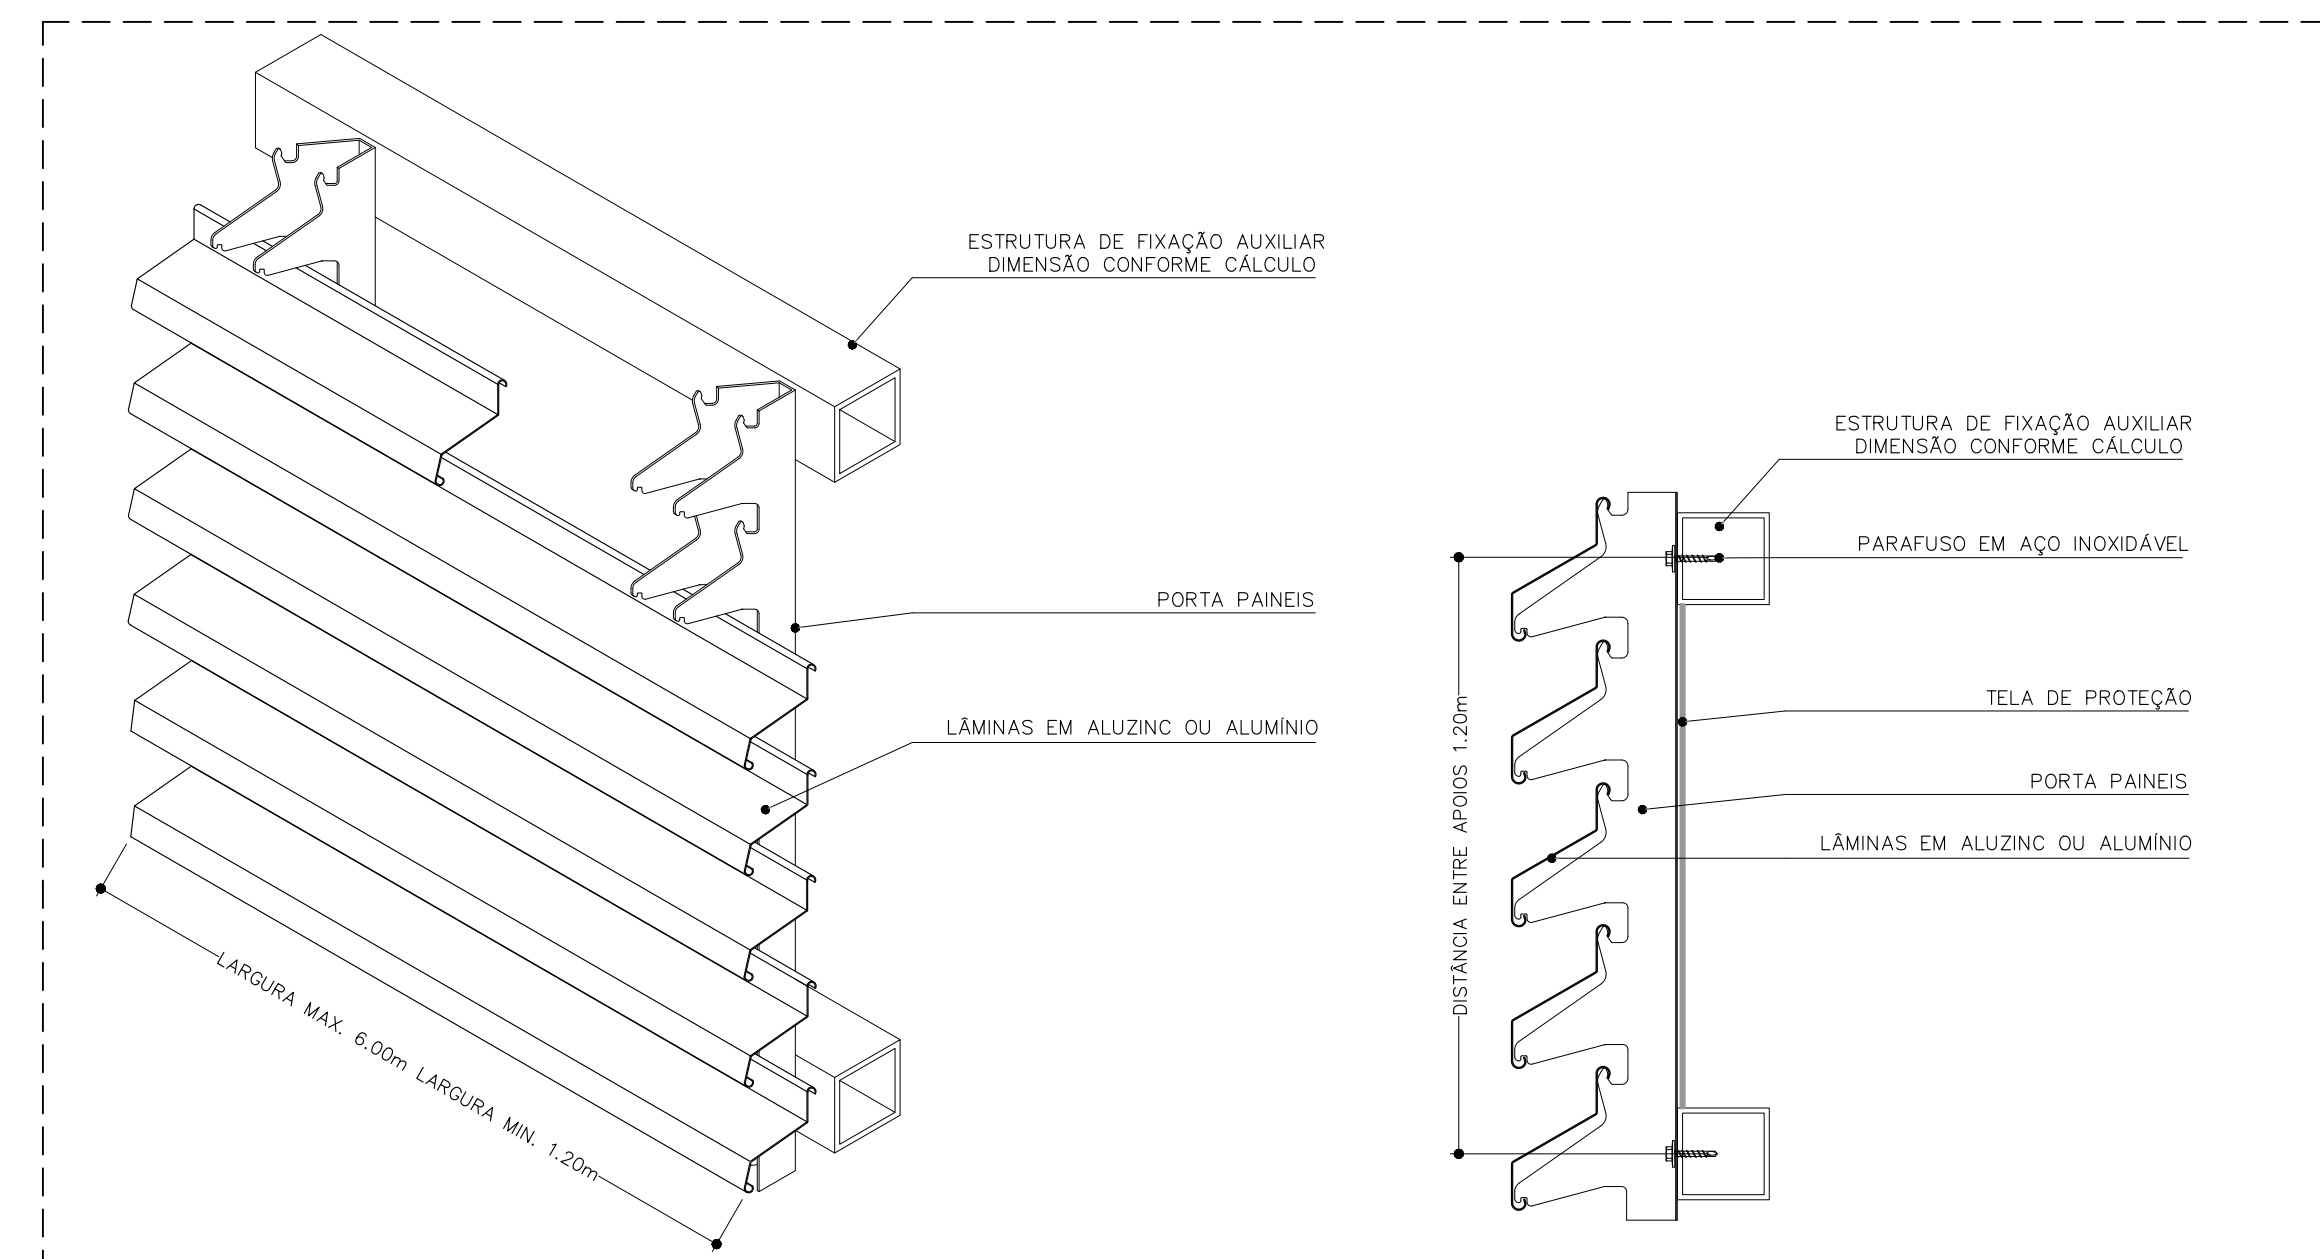 ESTRUTURA DE FIXAÇÃO AUXILIAR
DIMENSÃO CONFORME CÁLCULO
PORTA PAINEIS
LÂMINAS EM ALUZINC OU ALUMÍNIO
LARGURA MAX. 6.00m LARGURA MIN. 1.20m
ESTRUTURA DE FIXAÇÃO AUXILIAR
DIMENSÃO CONFORME CÁLCULO
PARAFUSO EM AÇO INOXIDÁVEL
DISTÂNCIA ENTRE APOIOS 1.20m
TELA DE PROTEÇÃO
PORTA PAINEIS
LÂMINAS EM ALUZINC OU ALUMÍNIO